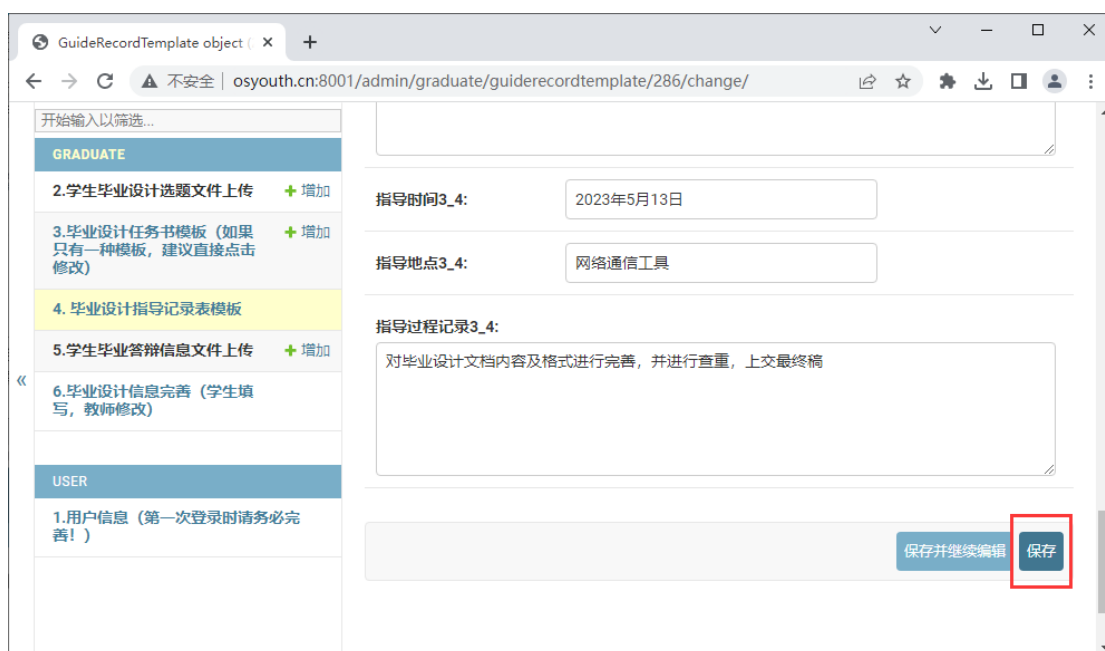 GuideRecordTemplate object (
不安全 | osyouth.cn:8001/admin/graduate/guiderecordtemplate/286/change/
开始输入以筛选...
GRADUATE
2.学生毕业设计选题文件上传 + 增加
3.毕业设计任务书模板（如果 + 增加
只有一种模板，建议直接点击
修改）
4. 毕业设计指导记录表模板
5.学生毕业答辩信息文件上传 + 增加
6.毕业设计信息完善（学生填
写，教师修改）
USER
1.用户信息（第一次登录时请务必完
善！）
指导时间3_4: 2023年5月13日
指导地点3_4: 网络通信工具
指导过程记录3_4:
对毕业设计文档内容及格式进行完善，并进行查重，上交最终稿
保存并继续编辑 保存